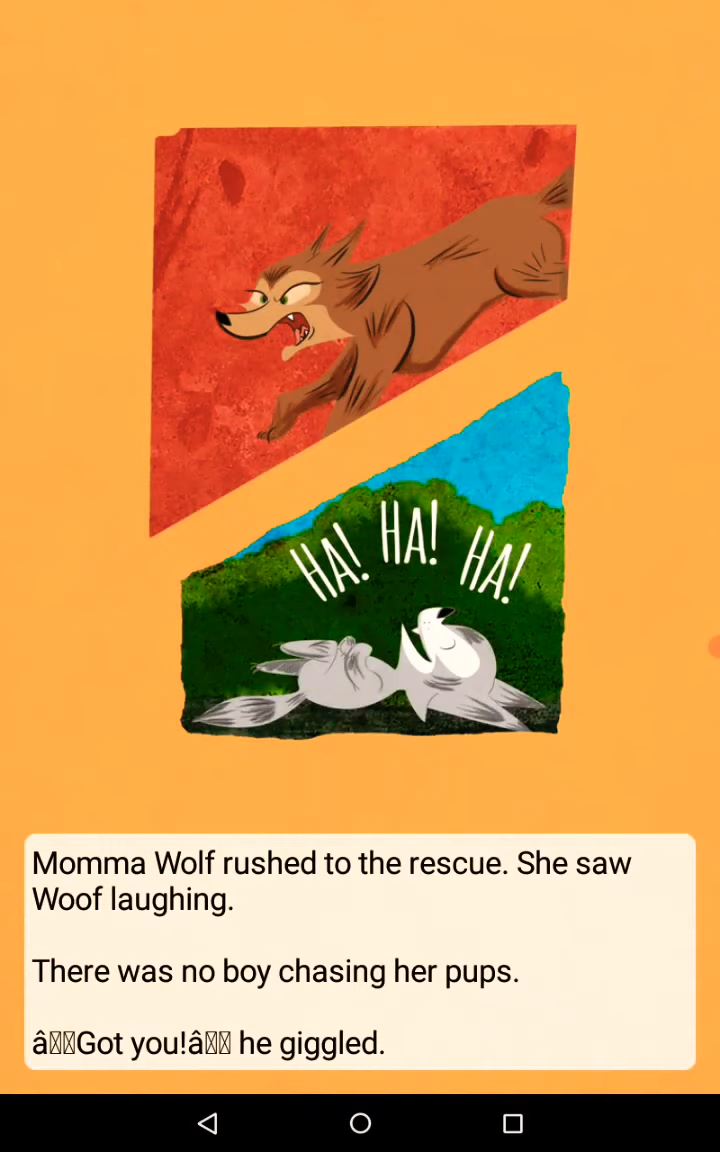 HA! HA! HA!
Momma Wolf rushed to the rescue. She saw
Woof laughing.
There was no boy chasing her pups.
â▯▯Got you!â▯▯ he giggled.